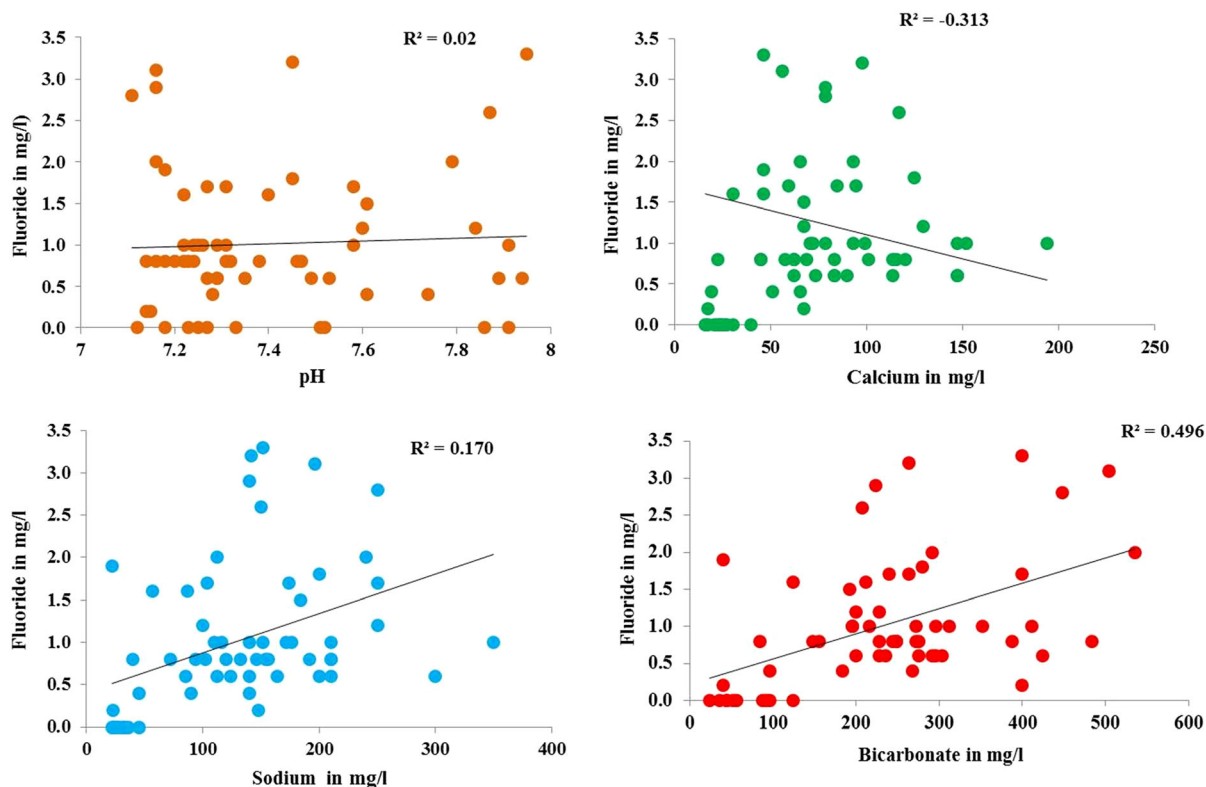 R² = 0.02
Fluoride in mg/l)
3.5
3.0
2.5
2.0
1.5
1.0
0.5
0.0
7 7.2 7.4 7.6 7.8 8
pH
R² = -0.313
Fluoride in mg/l
3.5
3.0
2.5
2.0
1.5
1.0
0.5
0.0
0 50 100 150 200 250
Calcium in mg/l
R² = 0.170
Fluoride in mg/l
3.5
3.0
2.5
2.0
1.5
1.0
0.5
0.0
0 100 200 300 400
Sodium in mg/l
R² = 0.496
Fluoride in mg/l
3.5
3.0
2.5
2.0
1.5
1.0
0.5
0.0
0 100 200 300 400 500 600
Bicarbonate in mg/l